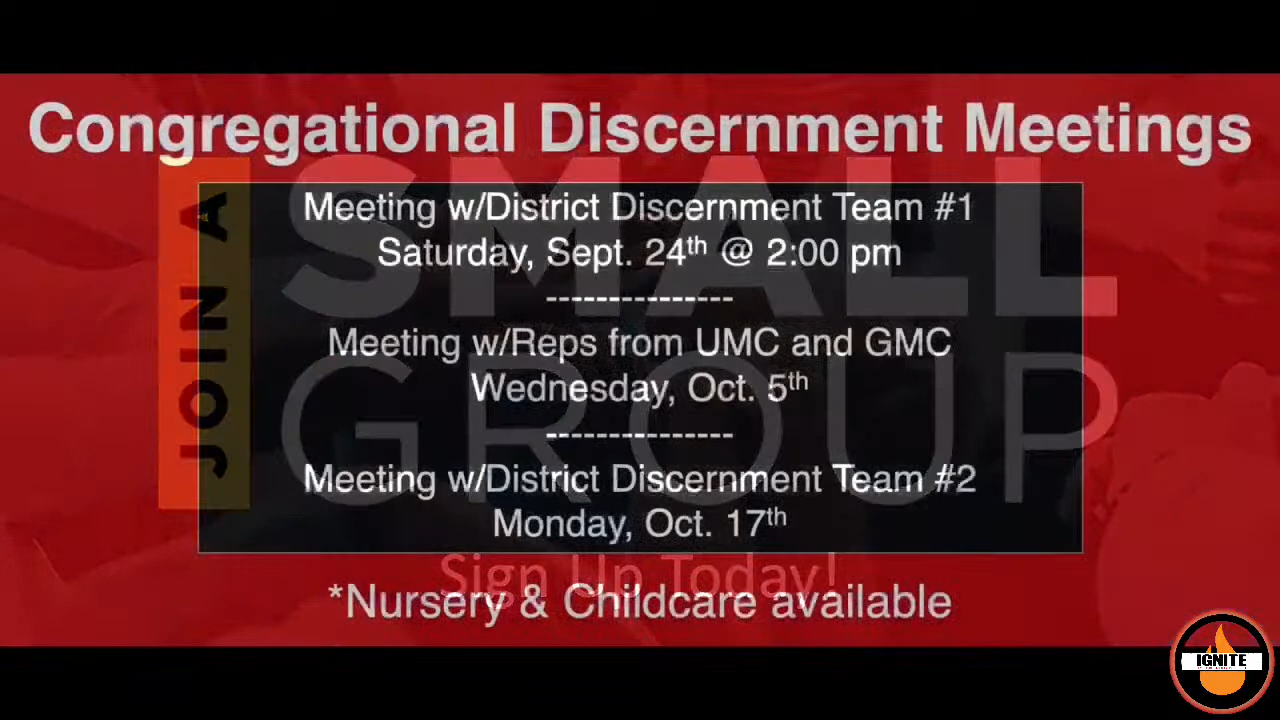 Congregational Discernment Meetings
Meeting w/District Discernment Team #1
Saturday, Sept. 24th @ 2:00 pm
---------------
Meeting w/Reps from UMC and GMC
Wednesday, Oct. 5th
---------------
Meeting w/District Discernment Team #2
Monday, Oct. 17th
*Nursery & Childcare available
JOIN A
SMALL
GROUP
Sign Up Today!
IGNITE